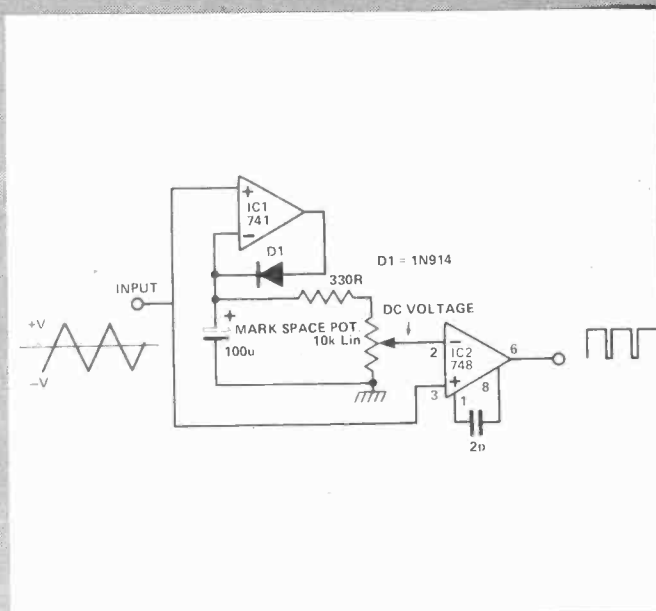 +
IC1
741
−
D1
D1 = 1N914
330R
INPUT
DC VOLTAGE
+
MARK SPACE POT.
10k Lin
100u
+V
−V
−
2
IC2
748
6
+
3
1
8
2p